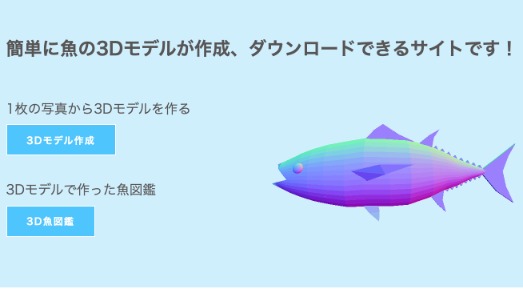 簡単に魚の3Dモデルが作成、ダウンロードできるサイトです！
1枚の写真から3Dモデルを作る
3Dモデル作成
3Dモデルで作った魚図鑑
3D魚図鑑